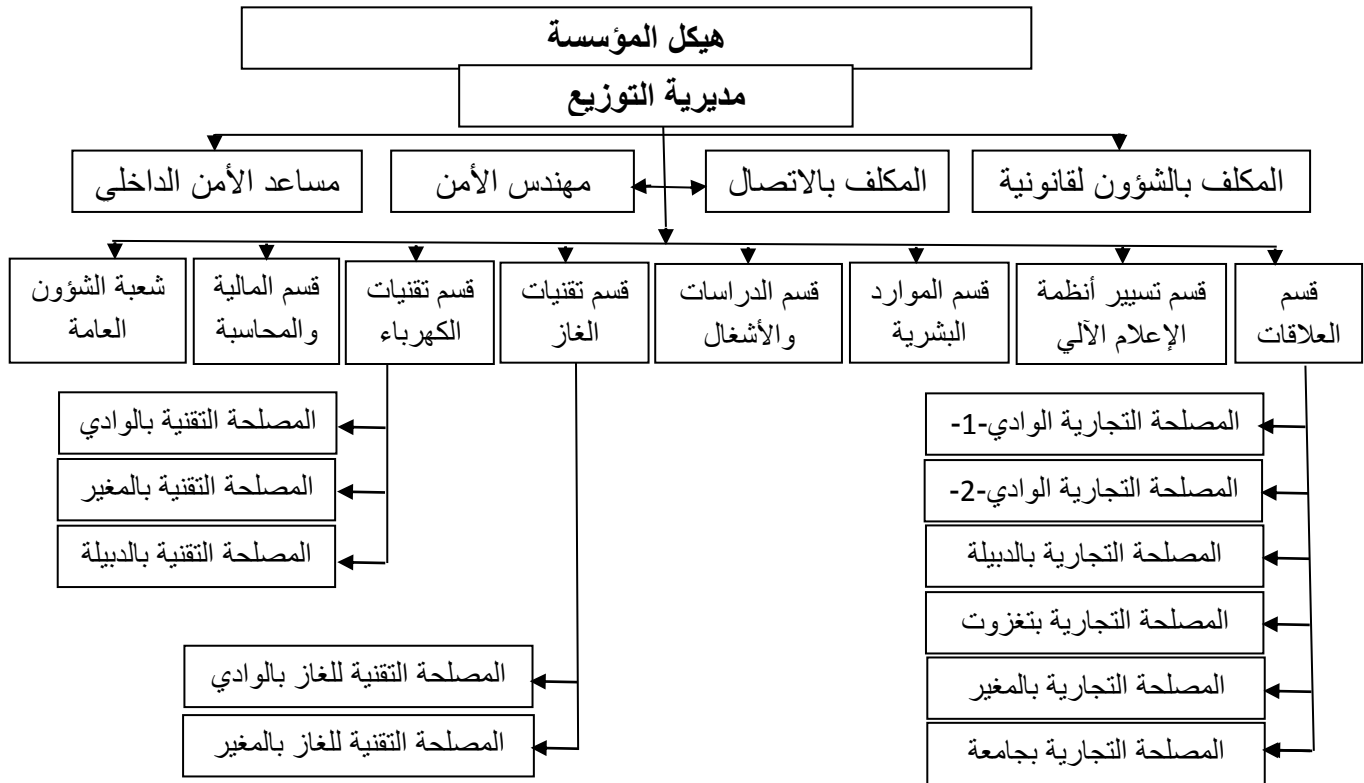 هيكل المؤسسة
مديرية التوزيع
المكلف بالشؤون لقانونية
المكلف بالاتصال
مهندس الأمن
مساعد الأمن الداخلي
قسم
العلاقات
قسم تسيير أنظمة
الإعلام الآلي
قسم الموارد
البشرية
قسم الدراسات
والأشغال
قسم تقنيات
الغاز
قسم تقنيات
الكهرباء
قسم المالية
والمحاسبة
شعبة الشؤون
العامة
المصلحة التجارية الوادي-1-
المصلحة التجارية الوادي-2-
المصلحة التجارية بالدبيلة
المصلحة التجارية بتغزوت
المصلحة التجارية بالمغير
المصلحة التجارية بجامعة
المصلحة التقنية للغاز بالوادي
المصلحة التقنية للغاز بالمغير
المصلحة التقنية بالوادي
المصلحة التقنية بالمغير
المصلحة التقنية بالدبيلة